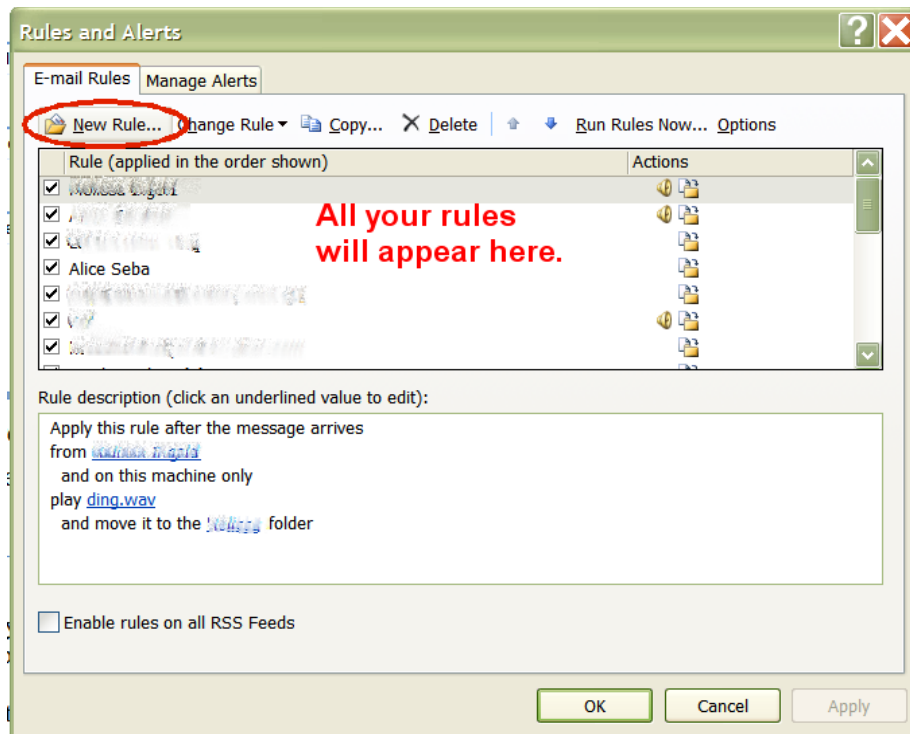 Rules and Alerts
E-mail Rules Manage Alerts
New Rule... Change Rule Copy... Delete Run Rules Now... Options
Rule (applied in the order shown) Actions
All your rules
will appear here.
Alice Seba
Rule description (click an underlined value to edit):
Apply this rule after the message arrives
from
and on this machine only
play ding.wav
and move it to the folder
Enable rules on all RSS Feeds
OK Cancel Apply